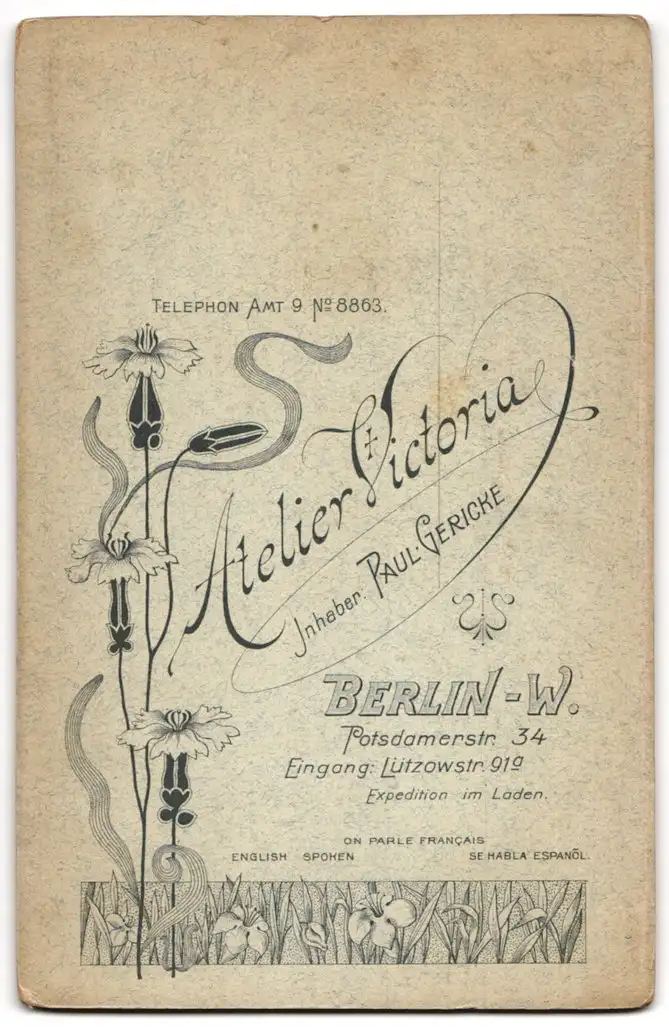 TELEPHON AMT 9 Nº 8863.
Atelier Victoria
Inhaber: PAUL GERICKE
BERLIN-W.
Potsdamerstr. 34
Eingang: Lützowstr. 91a
Expedition im Laden.
ON PARLE FRANÇAIS
ENGLISH SPOKEN SE HABLA ESPANÕL.